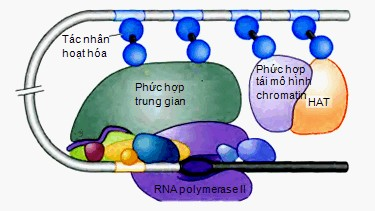 Tác nhân
hoạt hóa
Phức hợp
trung gian
Phức hợp
tái mô hình
chromatin
HAT
RNA polymerase II